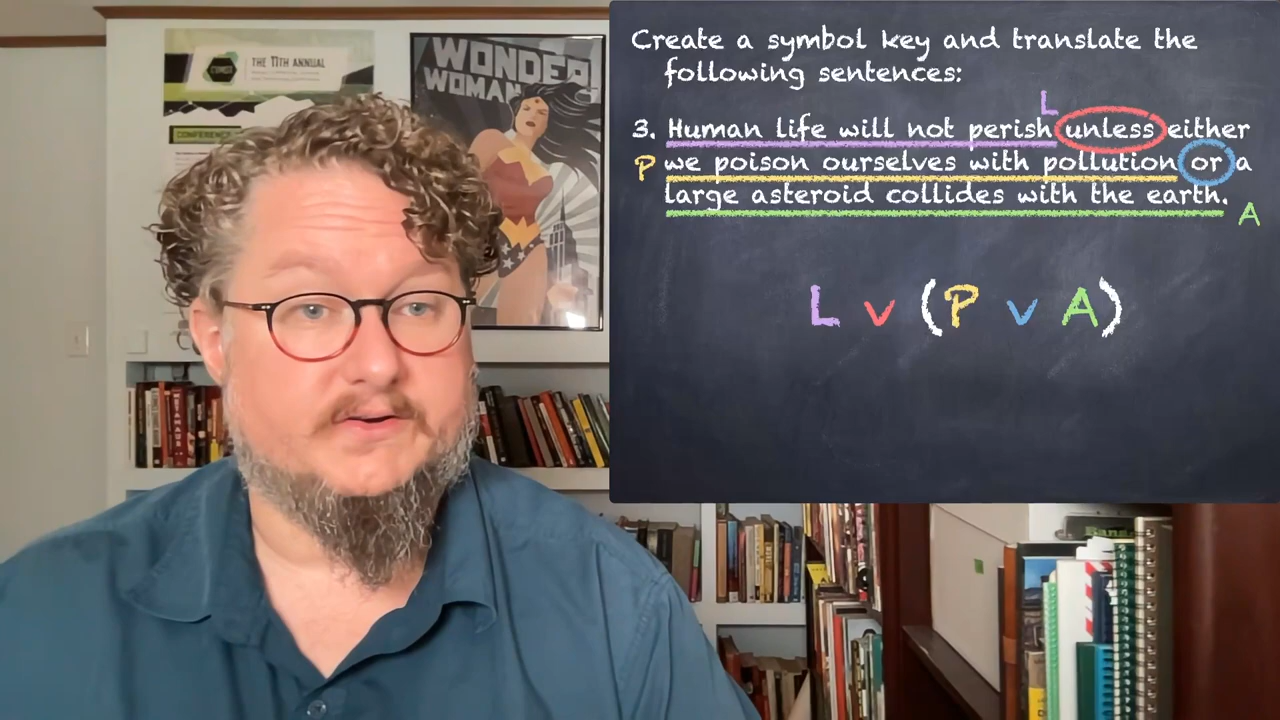 THE 11TH ANNUAL
CONFERENCE
WONDER
WOMAN
Create a symbol key and translate the
following sentences:
L
3. Human life will not perish unless either
P we poison ourselves with pollution or a
large asteroid collides with the earth.
A
L v (P v A)